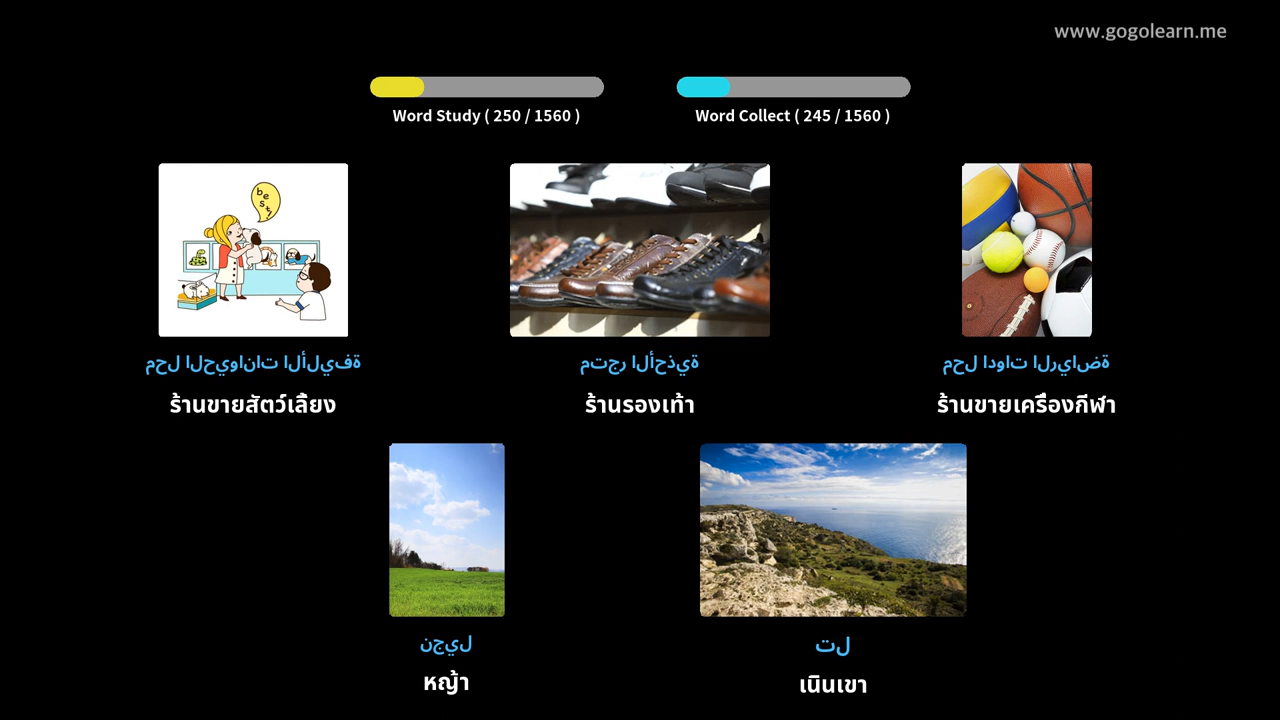 www.gogolearn.me
Word Study ( 250 / 1560 )
Word Collect ( 245 / 1560 )
be
st!
محل الحيوانات الأليفة
متجر الأحذية
محل ادوات الرياضة
ร้านขายสัตว์เลี้ยง
ร้านรองเท้า
ร้านขายเครื่องกีฬา
نجيل
تل
หญ้า
เนินเขา